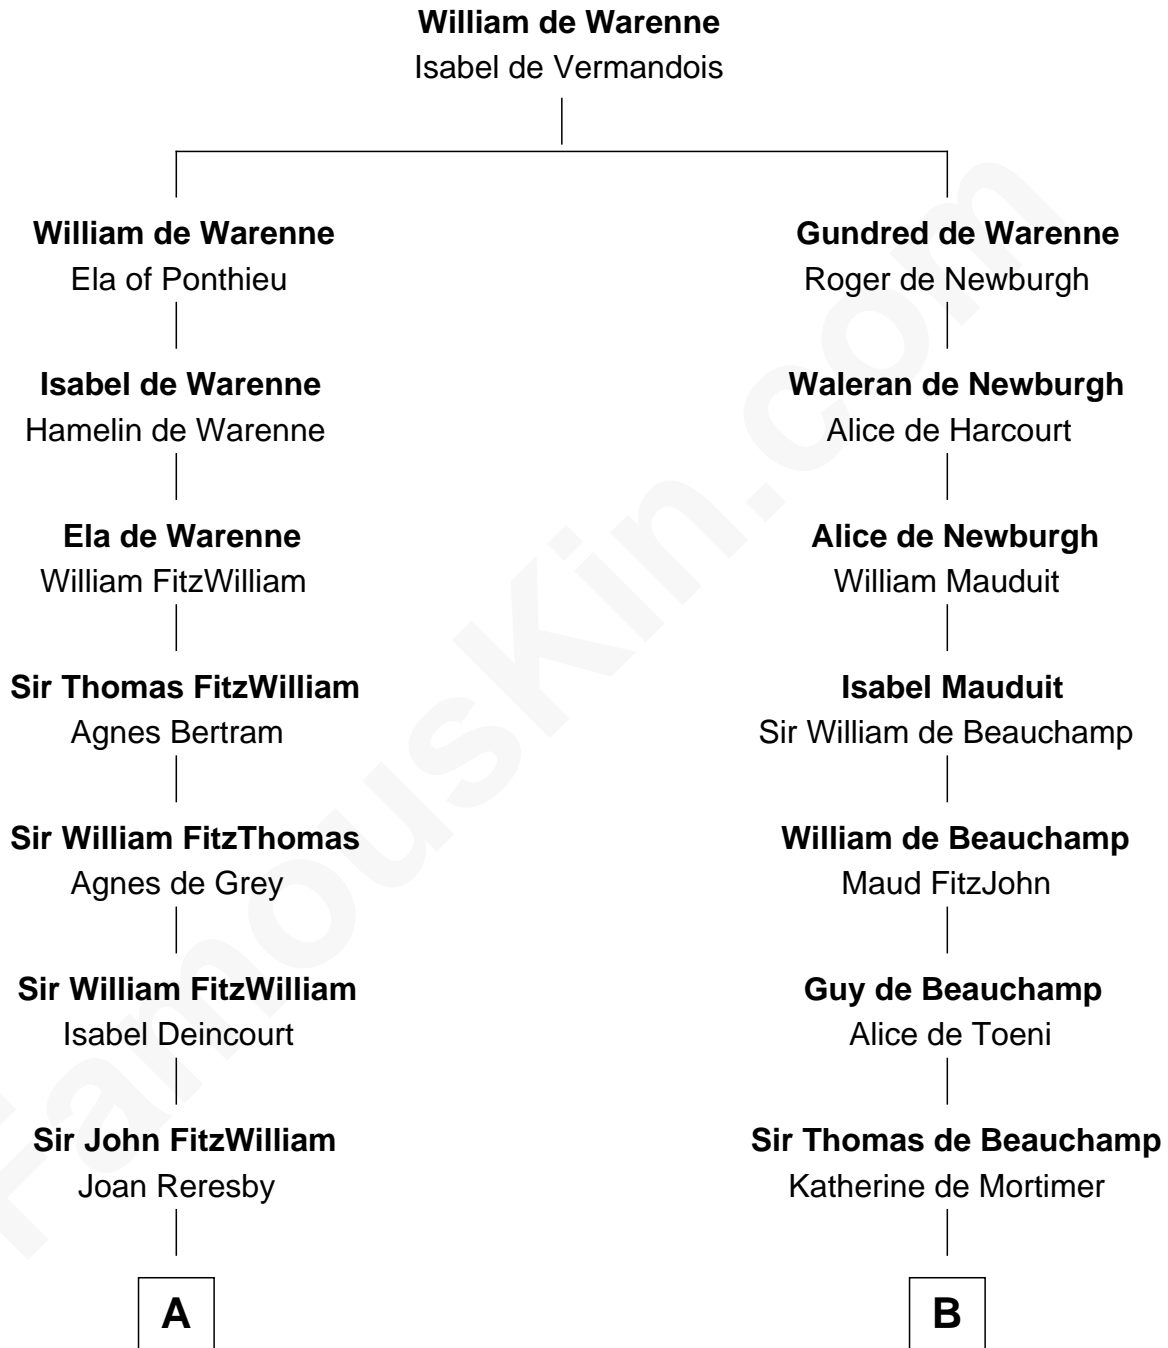 William de Warenne
Isabel de Vermandois
William de Warenne
Ela of Ponthieu
Isabel de Warenne
Hamelin de Warenne
Ela de Warenne
William FitzWilliam
Sir Thomas FitzWilliam
Agnes Bertram
Sir William FitzThomas
Agnes de Grey
Sir William FitzWilliam
Isabel Deincourt
Sir John FitzWilliam
Joan Reresby
A
Gundred de Warenne
Roger de Newburgh
Waleran de Newburgh
Alice de Harcourt
Alice de Newburgh
William Mauduit
Isabel Mauduit
Sir William de Beauchamp
William de Beauchamp
Maud FitzJohn
Guy de Beauchamp
Alice de Toeni
Sir Thomas de Beauchamp
Katherine de Mortimer
B
FamousKin.com